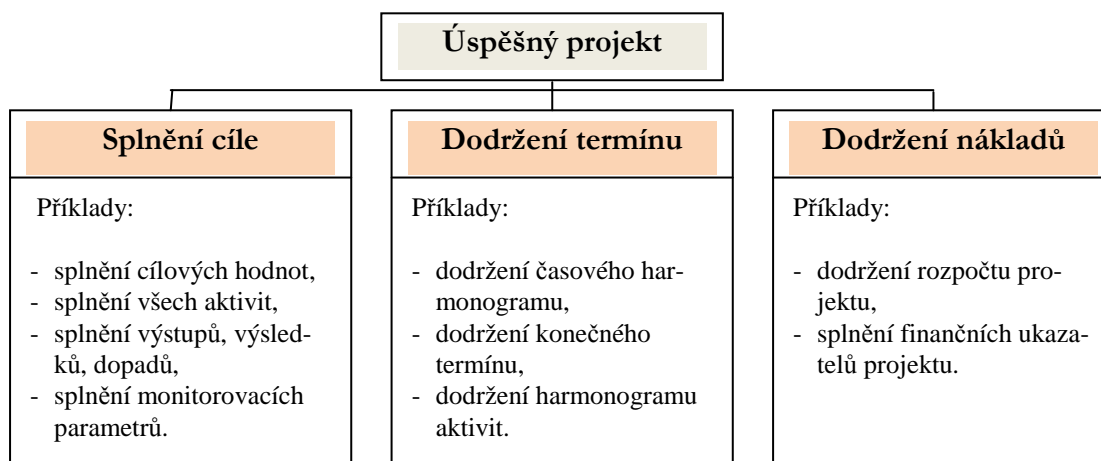 Úspěšný projekt
Splnění cíle
Příklady:
- splnění cílových hodnot,
- splnění všech aktivit,
- splnění výstupů, výsled-
ků, dopadů,
- splnění monitorovacích
parametrů.
Dodržení termínu
Příklady:
- dodržení časového har-
monogramu,
- dodržení konečného
termínu,
- dodržení harmonogramu
aktivit.
Dodržení nákladů
Příklady:
- dodržení rozpočtu pro-
jektu,
- splnění finančních ukaza-
telů projektu.